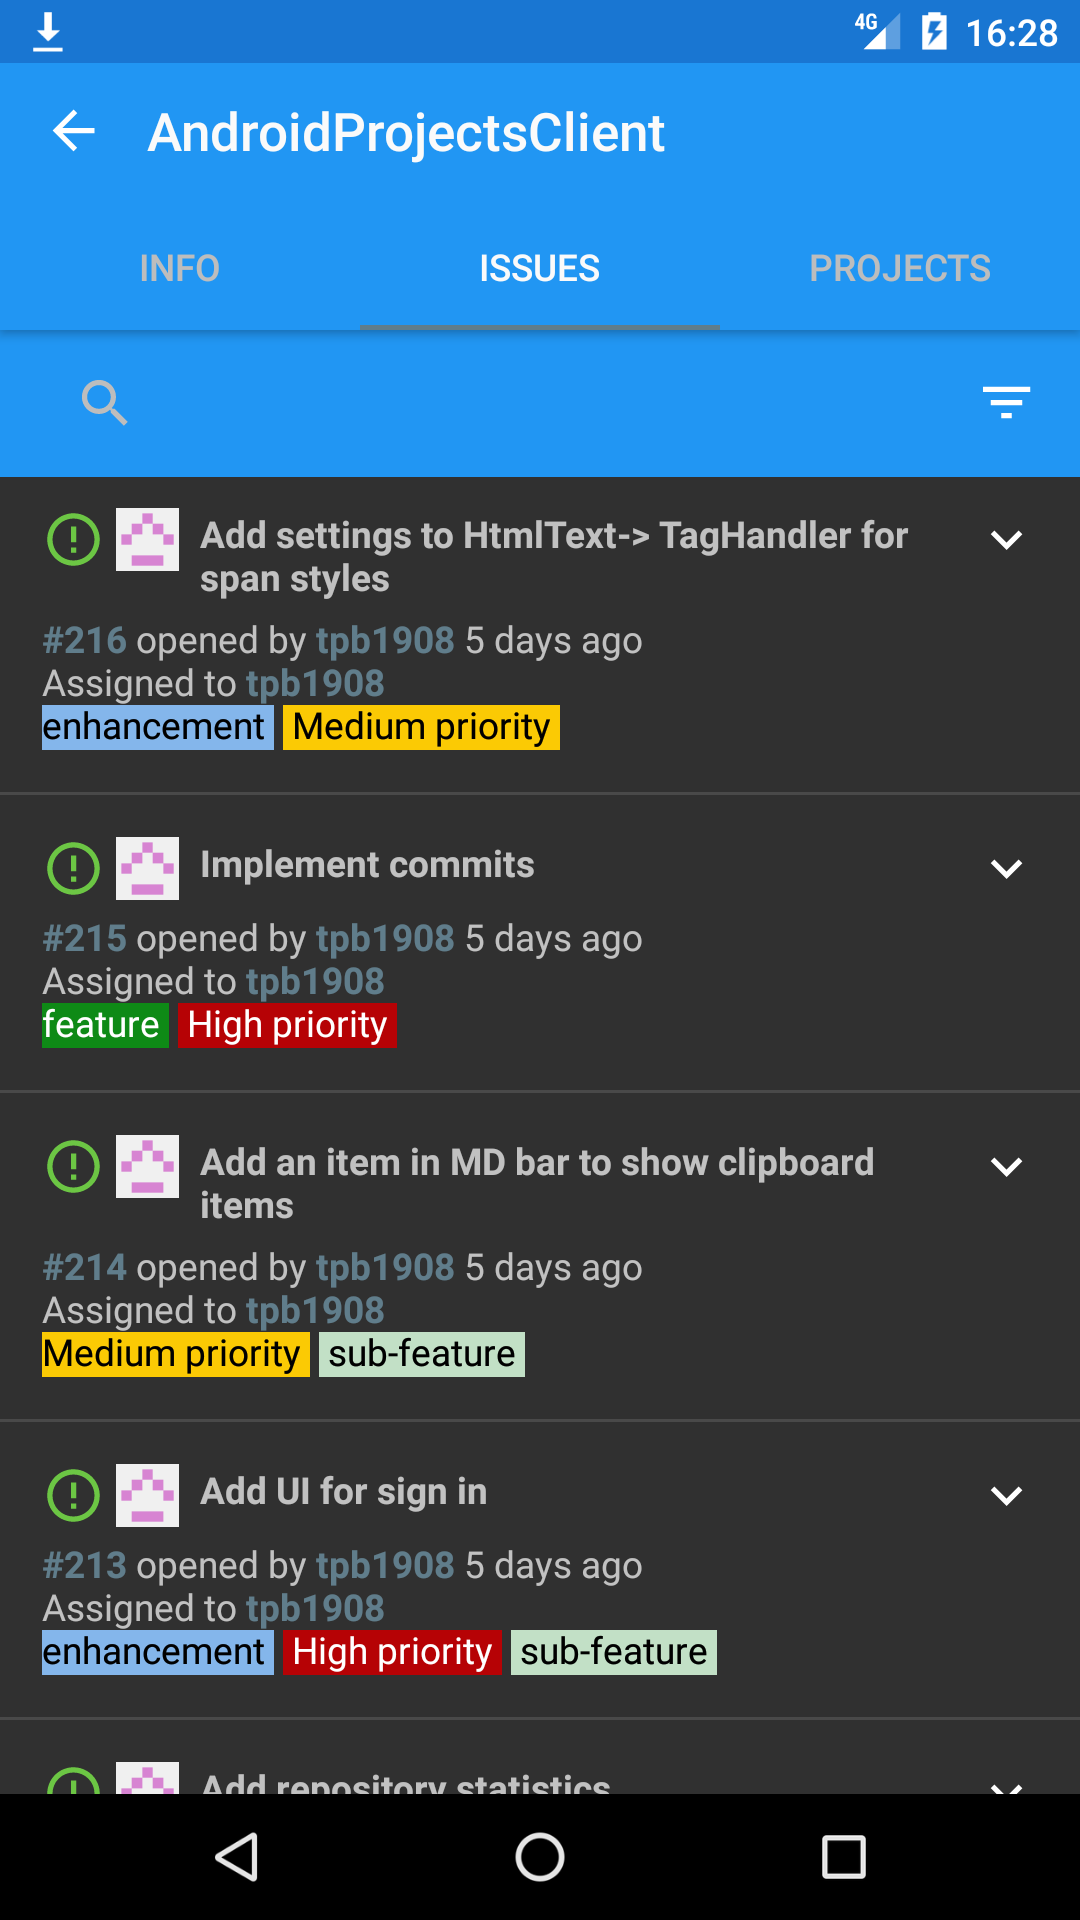 4G 16:28
AndroidProjectsClient
INFO ISSUES PROJECTS
Add settings to HtmlText-> TagHandler for
span styles
#216 opened by tpb1908 5 days ago
Assigned to tpb1908
enhancement Medium priority
Implement commits
#215 opened by tpb1908 5 days ago
Assigned to tpb1908
feature High priority
Add an item in MD bar to show clipboard
items
#214 opened by tpb1908 5 days ago
Assigned to tpb1908
Medium priority sub-feature
Add UI for sign in
#213 opened by tpb1908 5 days ago
Assigned to tpb1908
enhancement High priority sub-feature
Add repository statistics